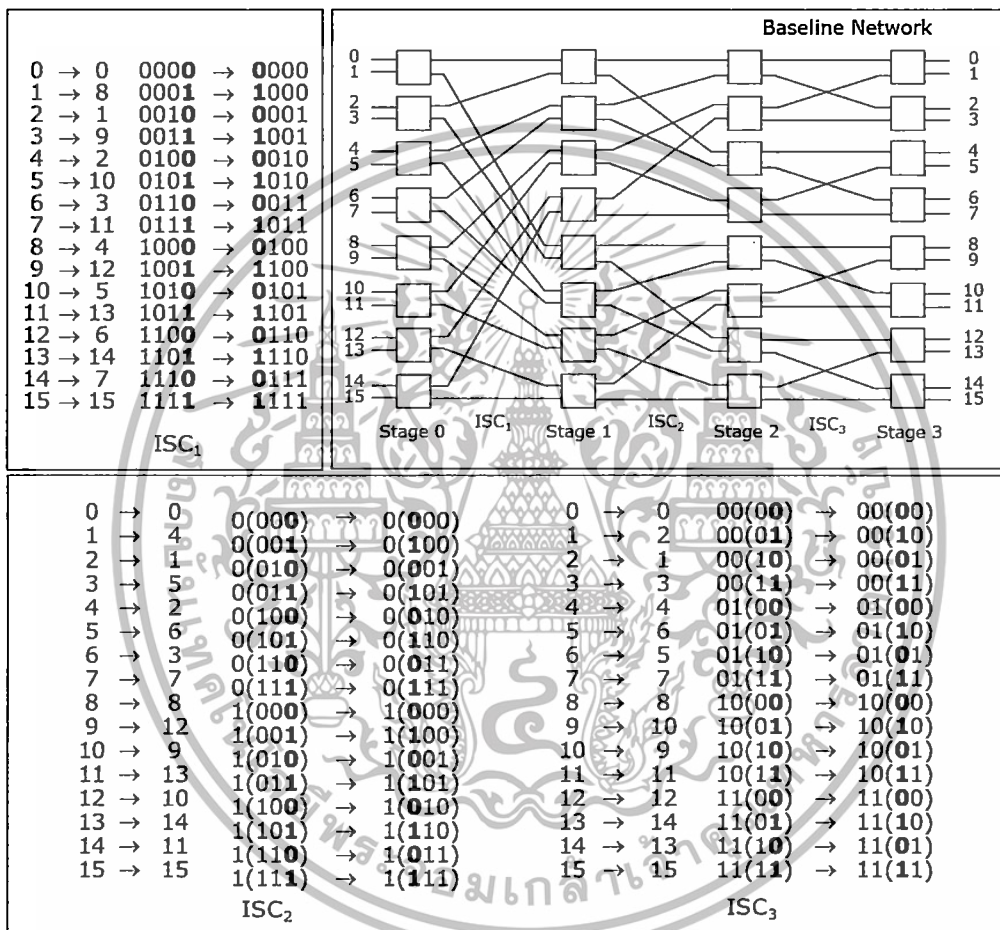 0 → 0 0000 → 0000
1 → 8 0001 → 1000
2 → 1 0010 → 0001
3 → 9 0011 → 1001
4 → 2 0100 → 0010
5 → 10 0101 → 1010
6 → 3 0110 → 0011
7 → 11 0111 → 1011
8 → 4 1000 → 0100
9 → 12 1001 → 1100
10 → 5 1010 → 0101
11 → 13 1011 → 1101
12 → 6 1100 → 0110
13 → 14 1101 → 1110
14 → 7 1110 → 0111
15 → 15 1111 → 1111
ISC1
Baseline Network
0 0
1 1
2 2
3 3
4 4
5 5
6 6
7 7
8 8
9 9
10 10
11 11
12 12
13 13
14 14
15 15
Stage 0 ISC1 Stage 1 ISC2 Stage 2 ISC3 Stage 3
0 → 0 0(000) → 0(000)
1 → 4 0(001) → 0(100)
2 → 1 0(010) → 0(001)
3 → 5 0(011) → 0(101)
4 → 2 0(100) → 0(010)
5 → 6 0(101) → 0(110)
6 → 3 0(110) → 0(011)
7 → 7 0(111) → 0(111)
8 → 8 1(000) → 1(000)
9 → 12 1(001) → 1(100)
10 → 9 1(010) → 1(001)
11 → 13 1(011) → 1(101)
12 → 10 1(100) → 1(010)
13 → 14 1(101) → 1(110)
14 → 11 1(110) → 1(011)
15 → 15 1(111) → 1(111)
ISC2
0 → 0 00(00) → 00(00)
1 → 2 00(01) → 00(10)
2 → 1 00(10) → 00(01)
3 → 3 00(11) → 00(11)
4 → 4 01(00) → 01(00)
5 → 6 01(01) → 01(10)
6 → 5 01(10) → 01(01)
7 → 7 01(11) → 01(11)
8 → 8 10(00) → 10(00)
9 → 10 10(01) → 10(10)
10 → 9 10(10) → 10(01)
11 → 11 10(11) → 10(11)
12 → 12 11(00) → 11(00)
13 → 14 11(01) → 11(10)
14 → 13 11(10) → 11(01)
15 → 15 11(11) → 11(11)
ISC3